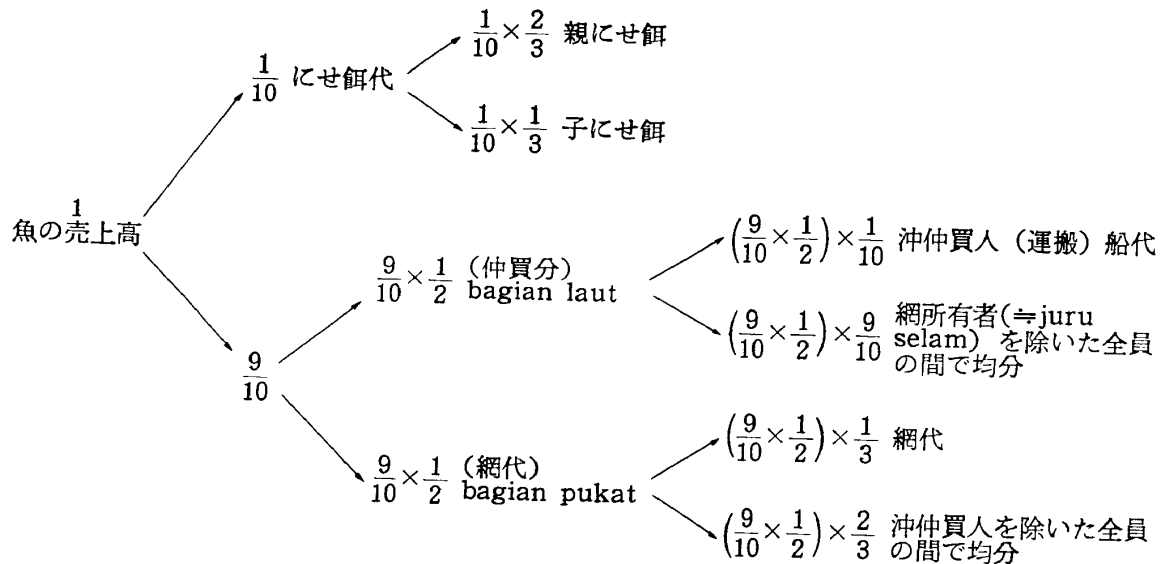 1/10 × 2/3 親にせ餌
1/10 にせ餌代
1/10 × 1/3 子にせ餌
1
魚の売上高
(9/10 × 1/2) × 1/10 沖仲買人（運搬）船代
9/10 × 1/2 （仲買分）
bagian laut
(9/10 × 1/2) × 9/10 網所有者(≒juru
selam）を除いた全員
の間で均分
9/10
(9/10 × 1/2) × 1/3 網代
9/10 × 1/2 （網代）
bagian pukat
(9/10 × 1/2) × 2/3 沖仲買人を除いた全員
の間で均分